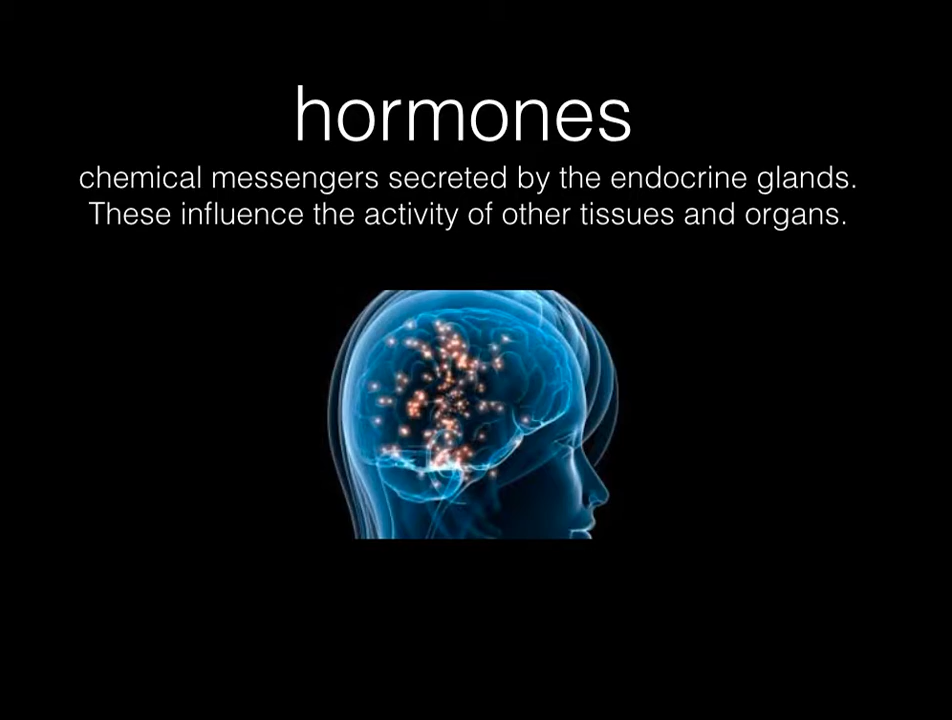 hormones
chemical messengers secreted by the endocrine glands.
These influence the activity of other tissues and organs.